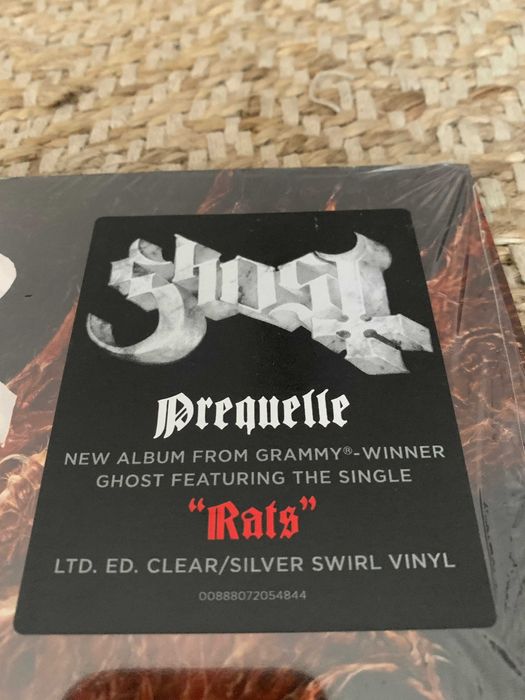 Ghost
Prequelle
NEW ALBUM FROM GRAMMY®-WINNER
GHOST FEATURING THE SINGLE
“Rats”
LTD. ED. CLEAR/SILVER SWIRL VINYL
00888072054844